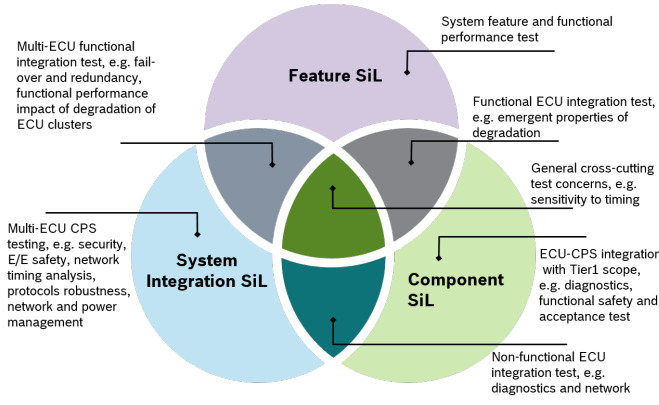 System feature and functional
performance test
Multi-ECU functional
integration test, e.g. fail-
over and redundancy,
functional performance
impact of degradation of
ECU clusters
Feature SiL
Functional ECU integration test,
e.g. emergent properties of
degradation
General cross-cutting
test concerns, e.g.
sensitivity to timing
Multi-ECU CPS
testing, e.g. security,
E/E safety, network
timing analysis,
protocols robustness,
network and power
management
System
Integration SiL
Component
SiL
ECU-CPS integration
with Tier1 scope,
e.g. diagnostics,
functional safety and
acceptance test
Non-functional ECU
integration test, e.g.
diagnostics and network